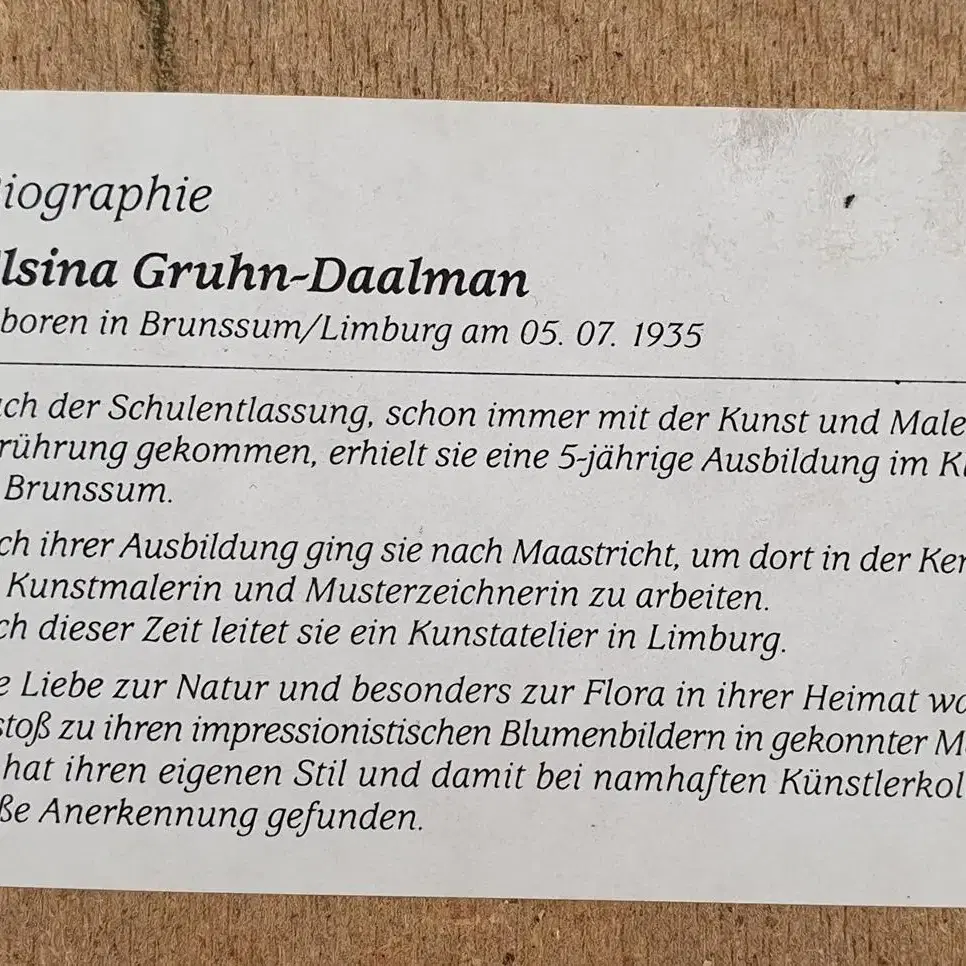 iographie
lsina Gruhn-Daalman
boren in Brunssum/Limburg am 05. 07. 1935
ch der Schulentlassung, schon immer mit der Kunst und Male
rührung gekommen, erhielt sie eine 5-jährige Ausbildung im K
Brunssum.
ch ihrer Ausbildung ging sie nach Maastricht, um dort in der Ker
Kunstmalerin und Musterzeichnerin zu arbeiten.
ch dieser Zeit leitet sie ein Kunstatelier in Limburg.
e Liebe zur Natur und besonders zur Flora in ihrer Heimat wa
stoß zu ihren impressionistischen Blumenbildern in gekonnter M
hat ihren eigenen Stil und damit bei namhaften Künstlerkol
ße Anerkennung gefunden.